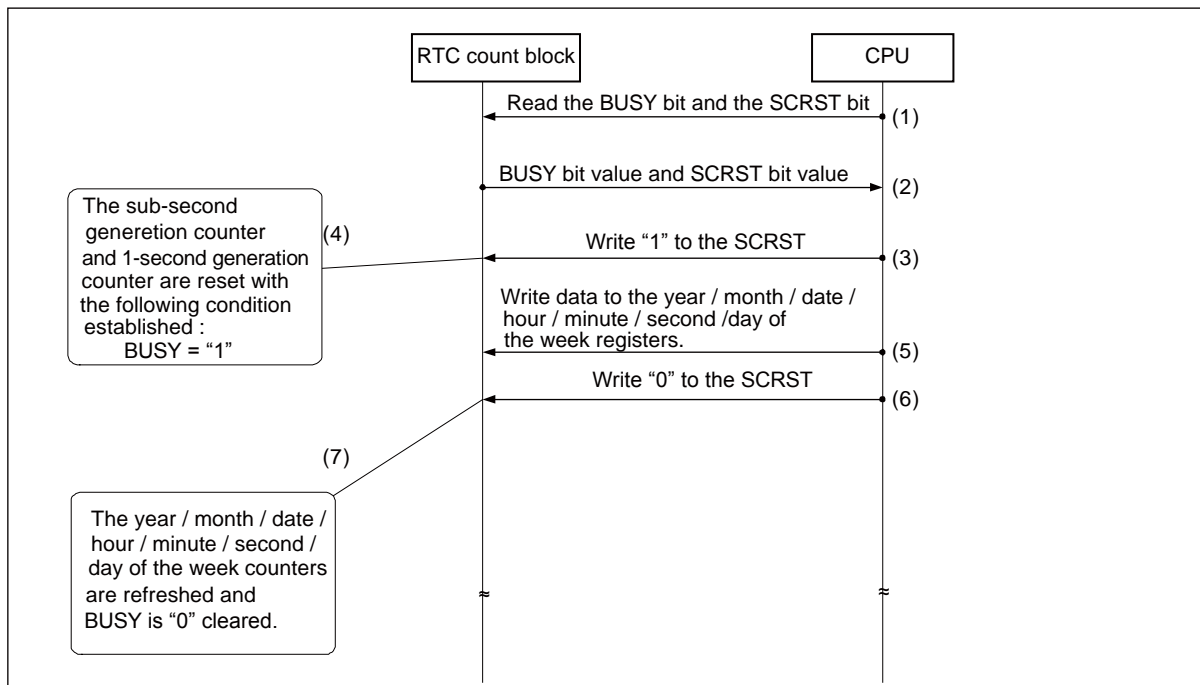 RTC count block
CPU
Read the BUSY bit and the SCRST bit
(1)
BUSY bit value and SCRST bit value
(2)
The sub-second
generetion counter
and 1-second generation
counter are reset with
the following condition
established :
BUSY = “1”
(4)
Write “1” to the SCRST
(3)
Write data to the year / month / date /
hour / minute / second /day of
the week registers.
(5)
Write “0” to the SCRST
(6)
(7)
The year / month / date /
hour / minute / second /
day of the week counters
are refreshed and
BUSY is “0” cleared.
≈
≈